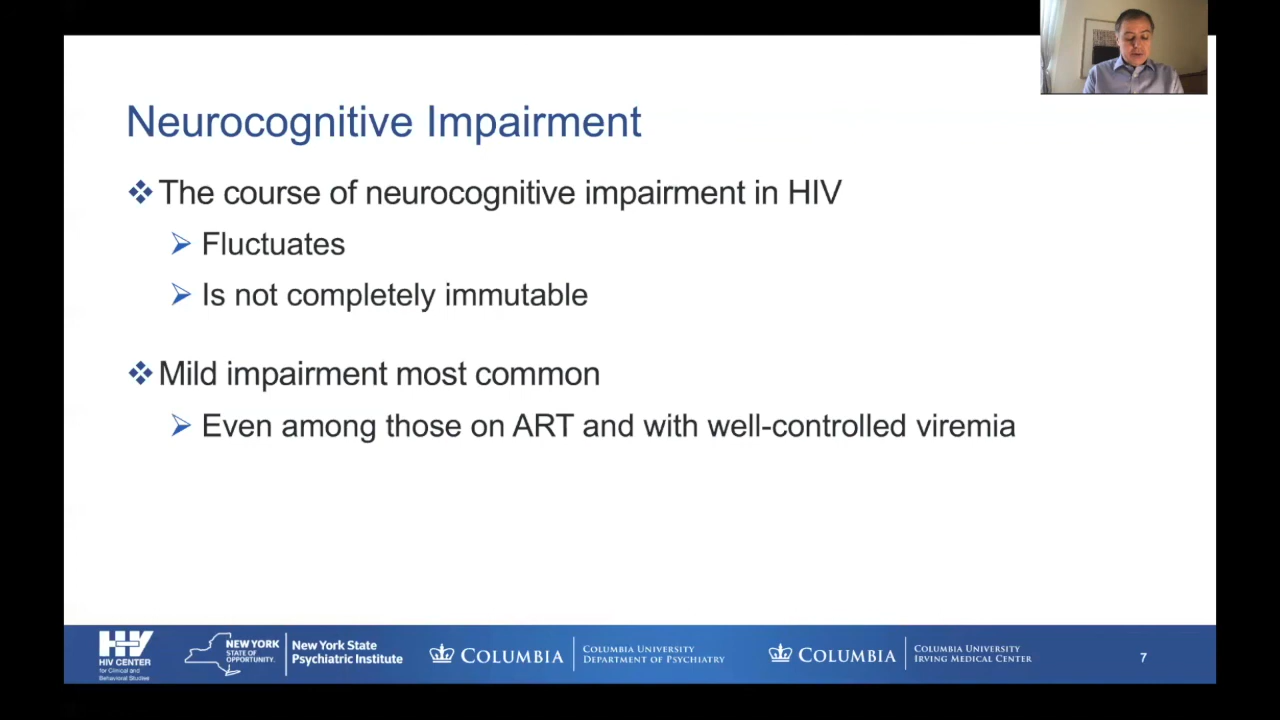 Neurocognitive Impairment
The course of neurocognitive impairment in HIV
Fluctuates
Is not completely immutable
Mild impairment most common
Even among those on ART and with well-controlled viremia
HIV CENTER
for Clinical and
Behavioral Studies
NEW YORK
STATE OF
OPPORTUNITY.
New York State
Psychiatric Institute
COLUMBIA
COLUMBIA UNIVERSITY
DEPARTMENT OF PSYCHIATRY
COLUMBIA
COLUMBIA UNIVERSITY
IRVING MEDICAL CENTER
7